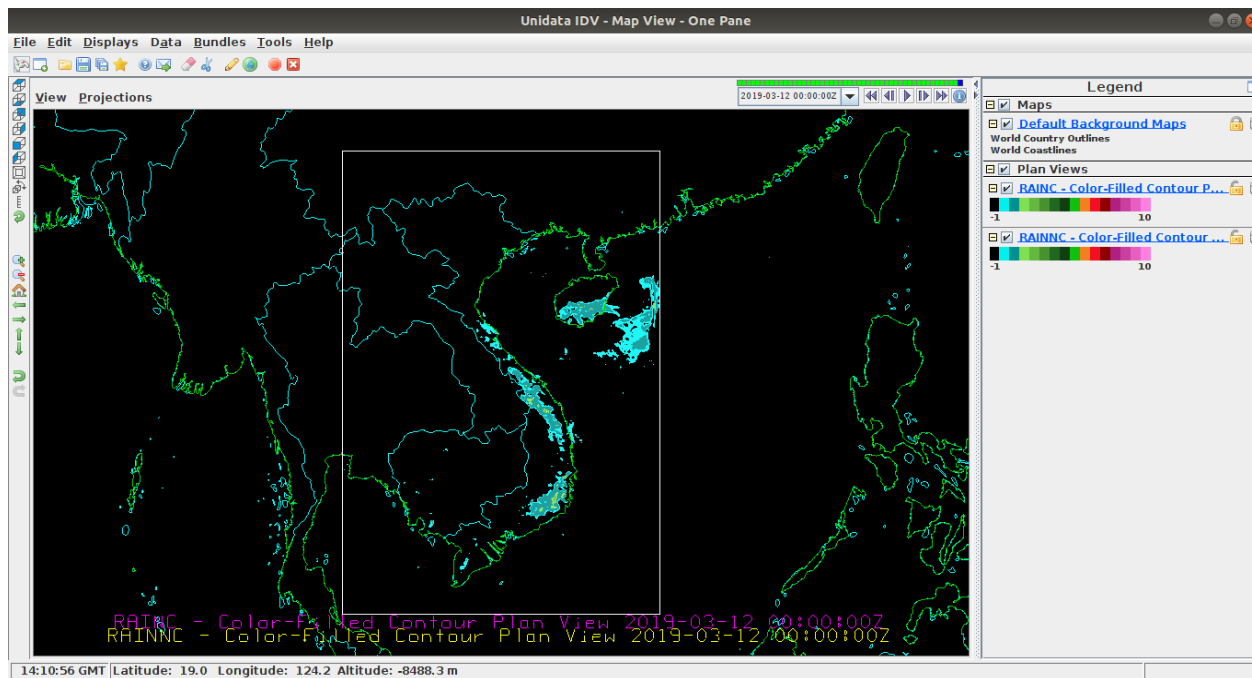 Unidata IDV - Map View - One Pane
File Edit Displays Data Bundles Tools Help
View Projections
2019-03-12 00:00:00Z
Legend
Maps
Default Background Maps
World Country Outlines
World Coastlines
Plan Views
RAINC - Color-Filled Contour P...
-1 10
RAINNC - Color-Filled Contour ...
-1 10
RAINC - Color-Filled Contour Plan View 2019-03-12 00:00:00Z
RAINNC - Color-Filled Contour Plan View 2019-03-12 00:00:00Z
14:10:56 GMT Latitude: 19.0 Longitude: 124.2 Altitude: -8488.3 m